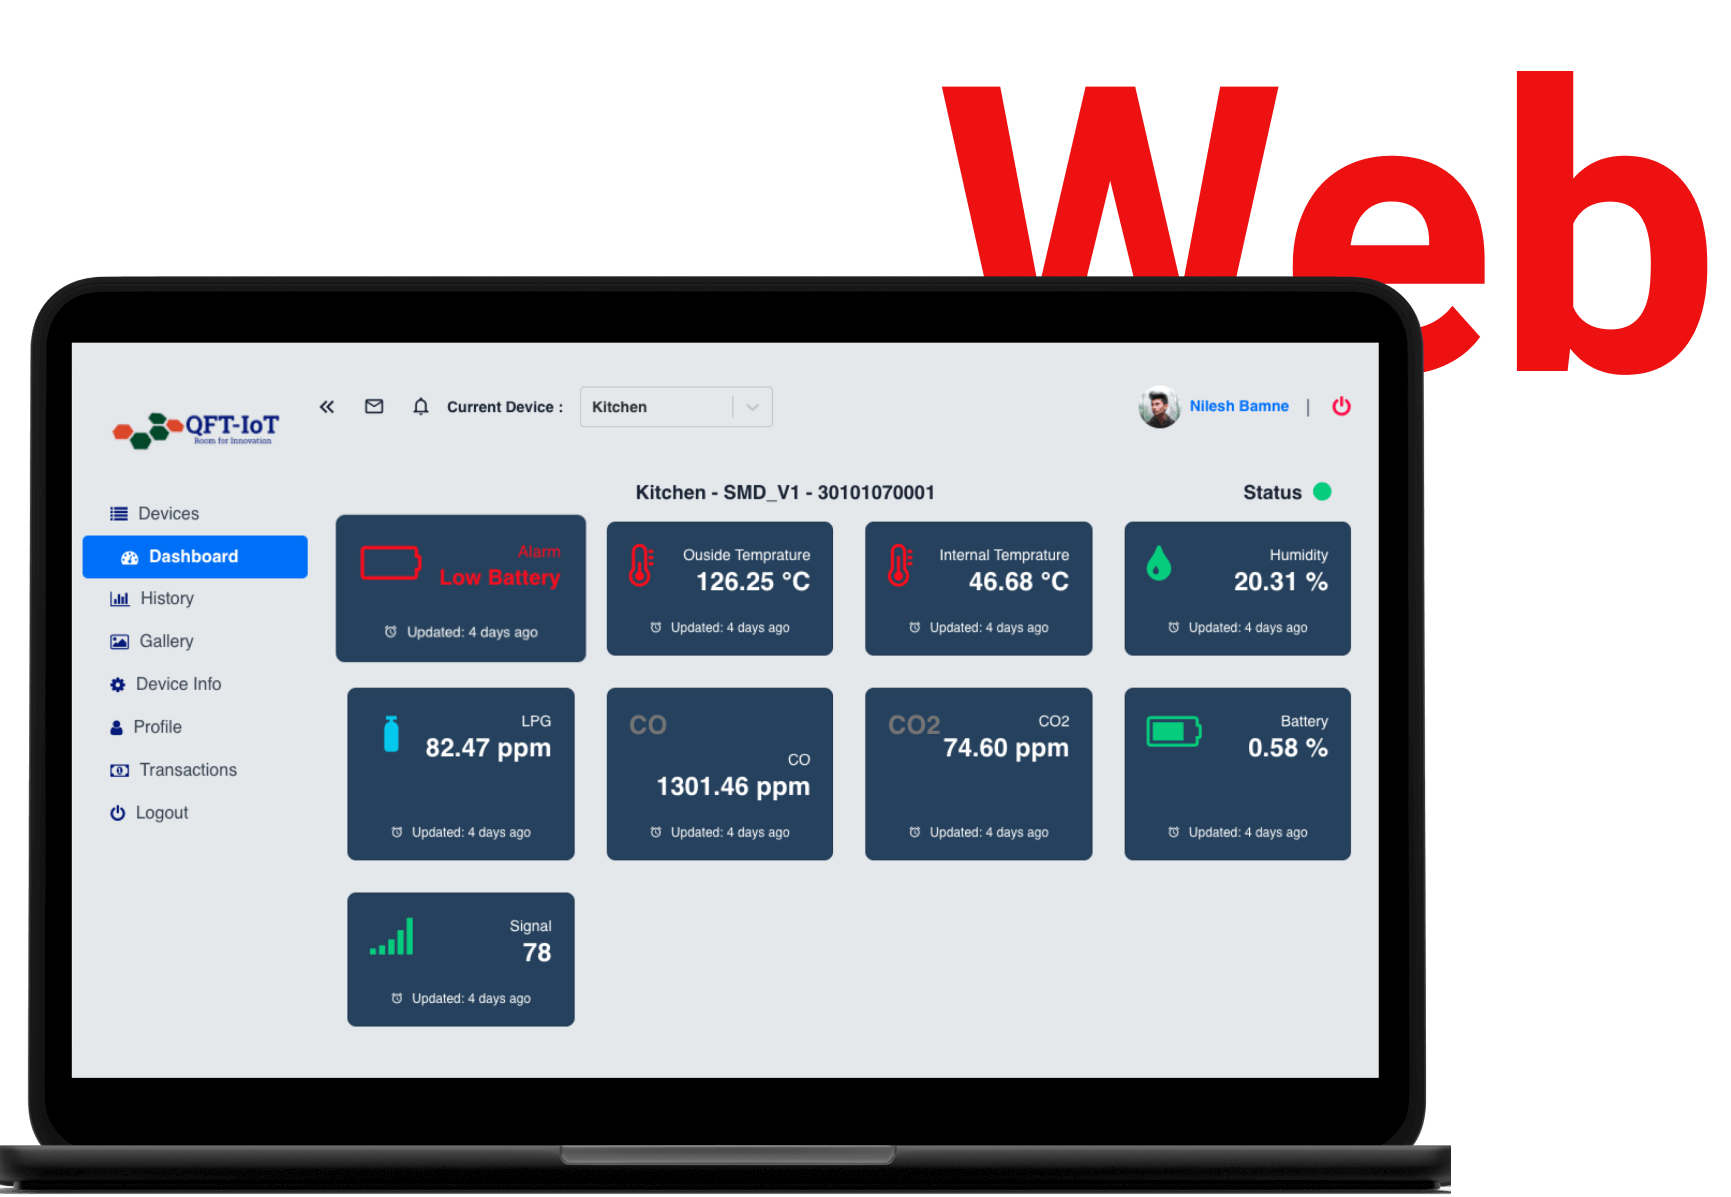 Web
QFT-IoT
Room for Innovation
Current Device :
Kitchen
Nilesh Bamne |
Kitchen - SMD_V1 - 30101070001
Status
Devices
Dashboard
History
Gallery
Device Info
Profile
Transactions
Logout
Alarm
Low Battery
Updated: 4 days ago
Ouside Temprature
126.25 °C
Updated: 4 days ago
Internal Temprature
46.68 °C
Updated: 4 days ago
Humidity
20.31 %
Updated: 4 days ago
LPG
82.47 ppm
Updated: 4 days ago
CO
CO
1301.46 ppm
Updated: 4 days ago
CO2
CO2
74.60 ppm
Updated: 4 days ago
Battery
0.58 %
Updated: 4 days ago
Signal
78
Updated: 4 days ago